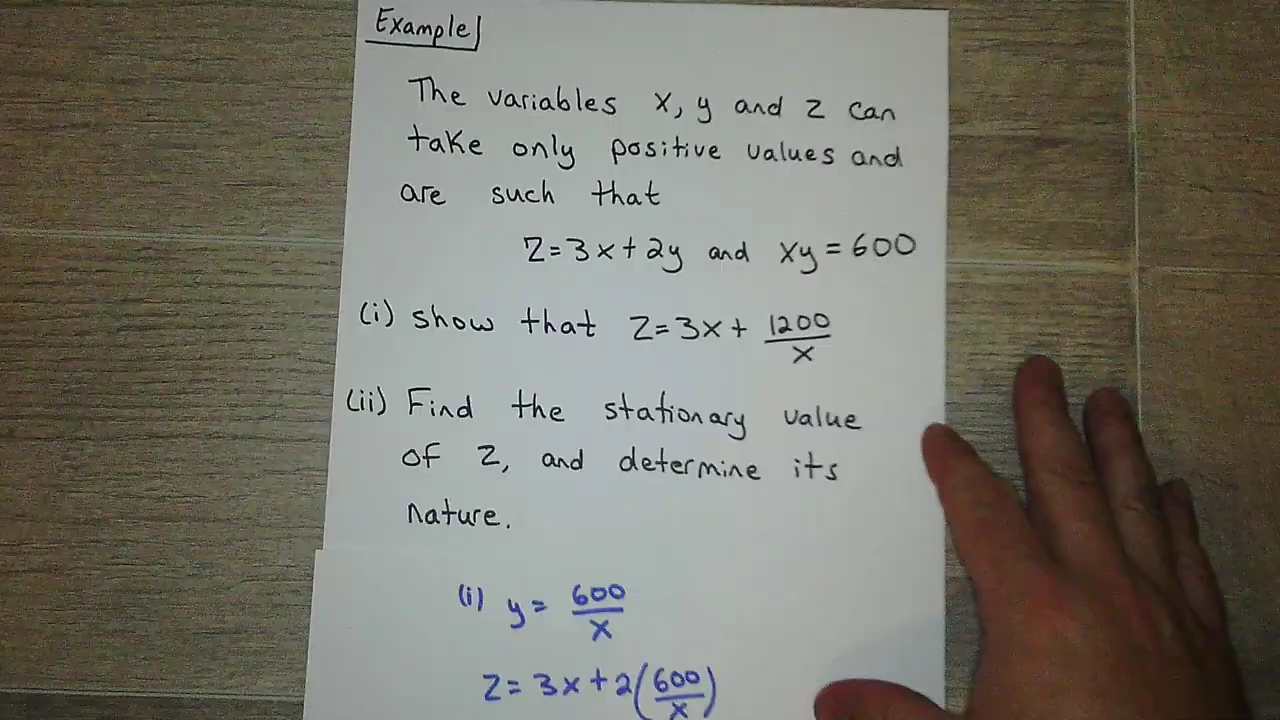 Example
The variables x, y and z can
take only positive values and
are such that
z=3x+2y and xy=600
(i) show that z=3x+ 1200/x
(ii) Find the stationary value
of z, and determine its
nature.
(i) y= 600/x
z=3x+2(600/x)